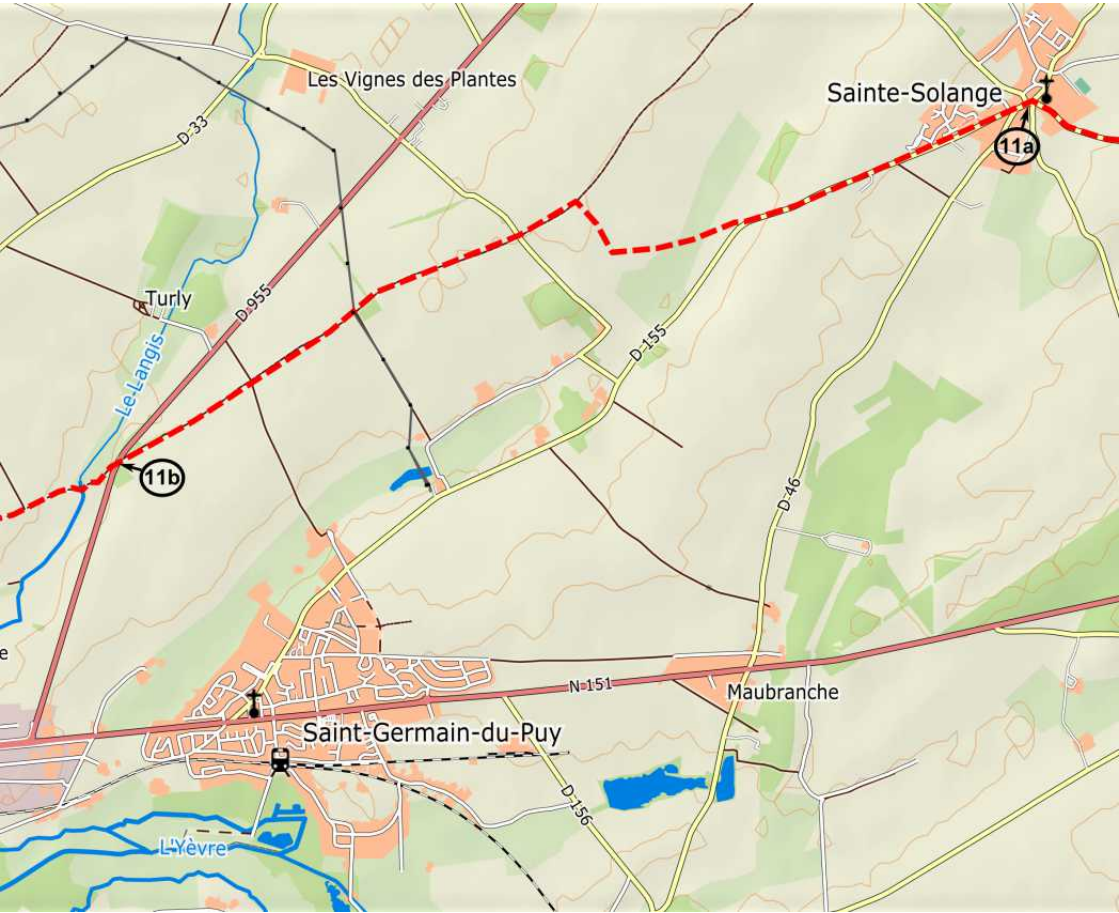 Les Vignes des Plantes
Sainte-Solange
D 33
11a
Turly
D 955
Le Langis
D 155
11b
D 46
e
N 151
Maubranche
Saint-Germain-du-Puy
D 156
L'Yèvre